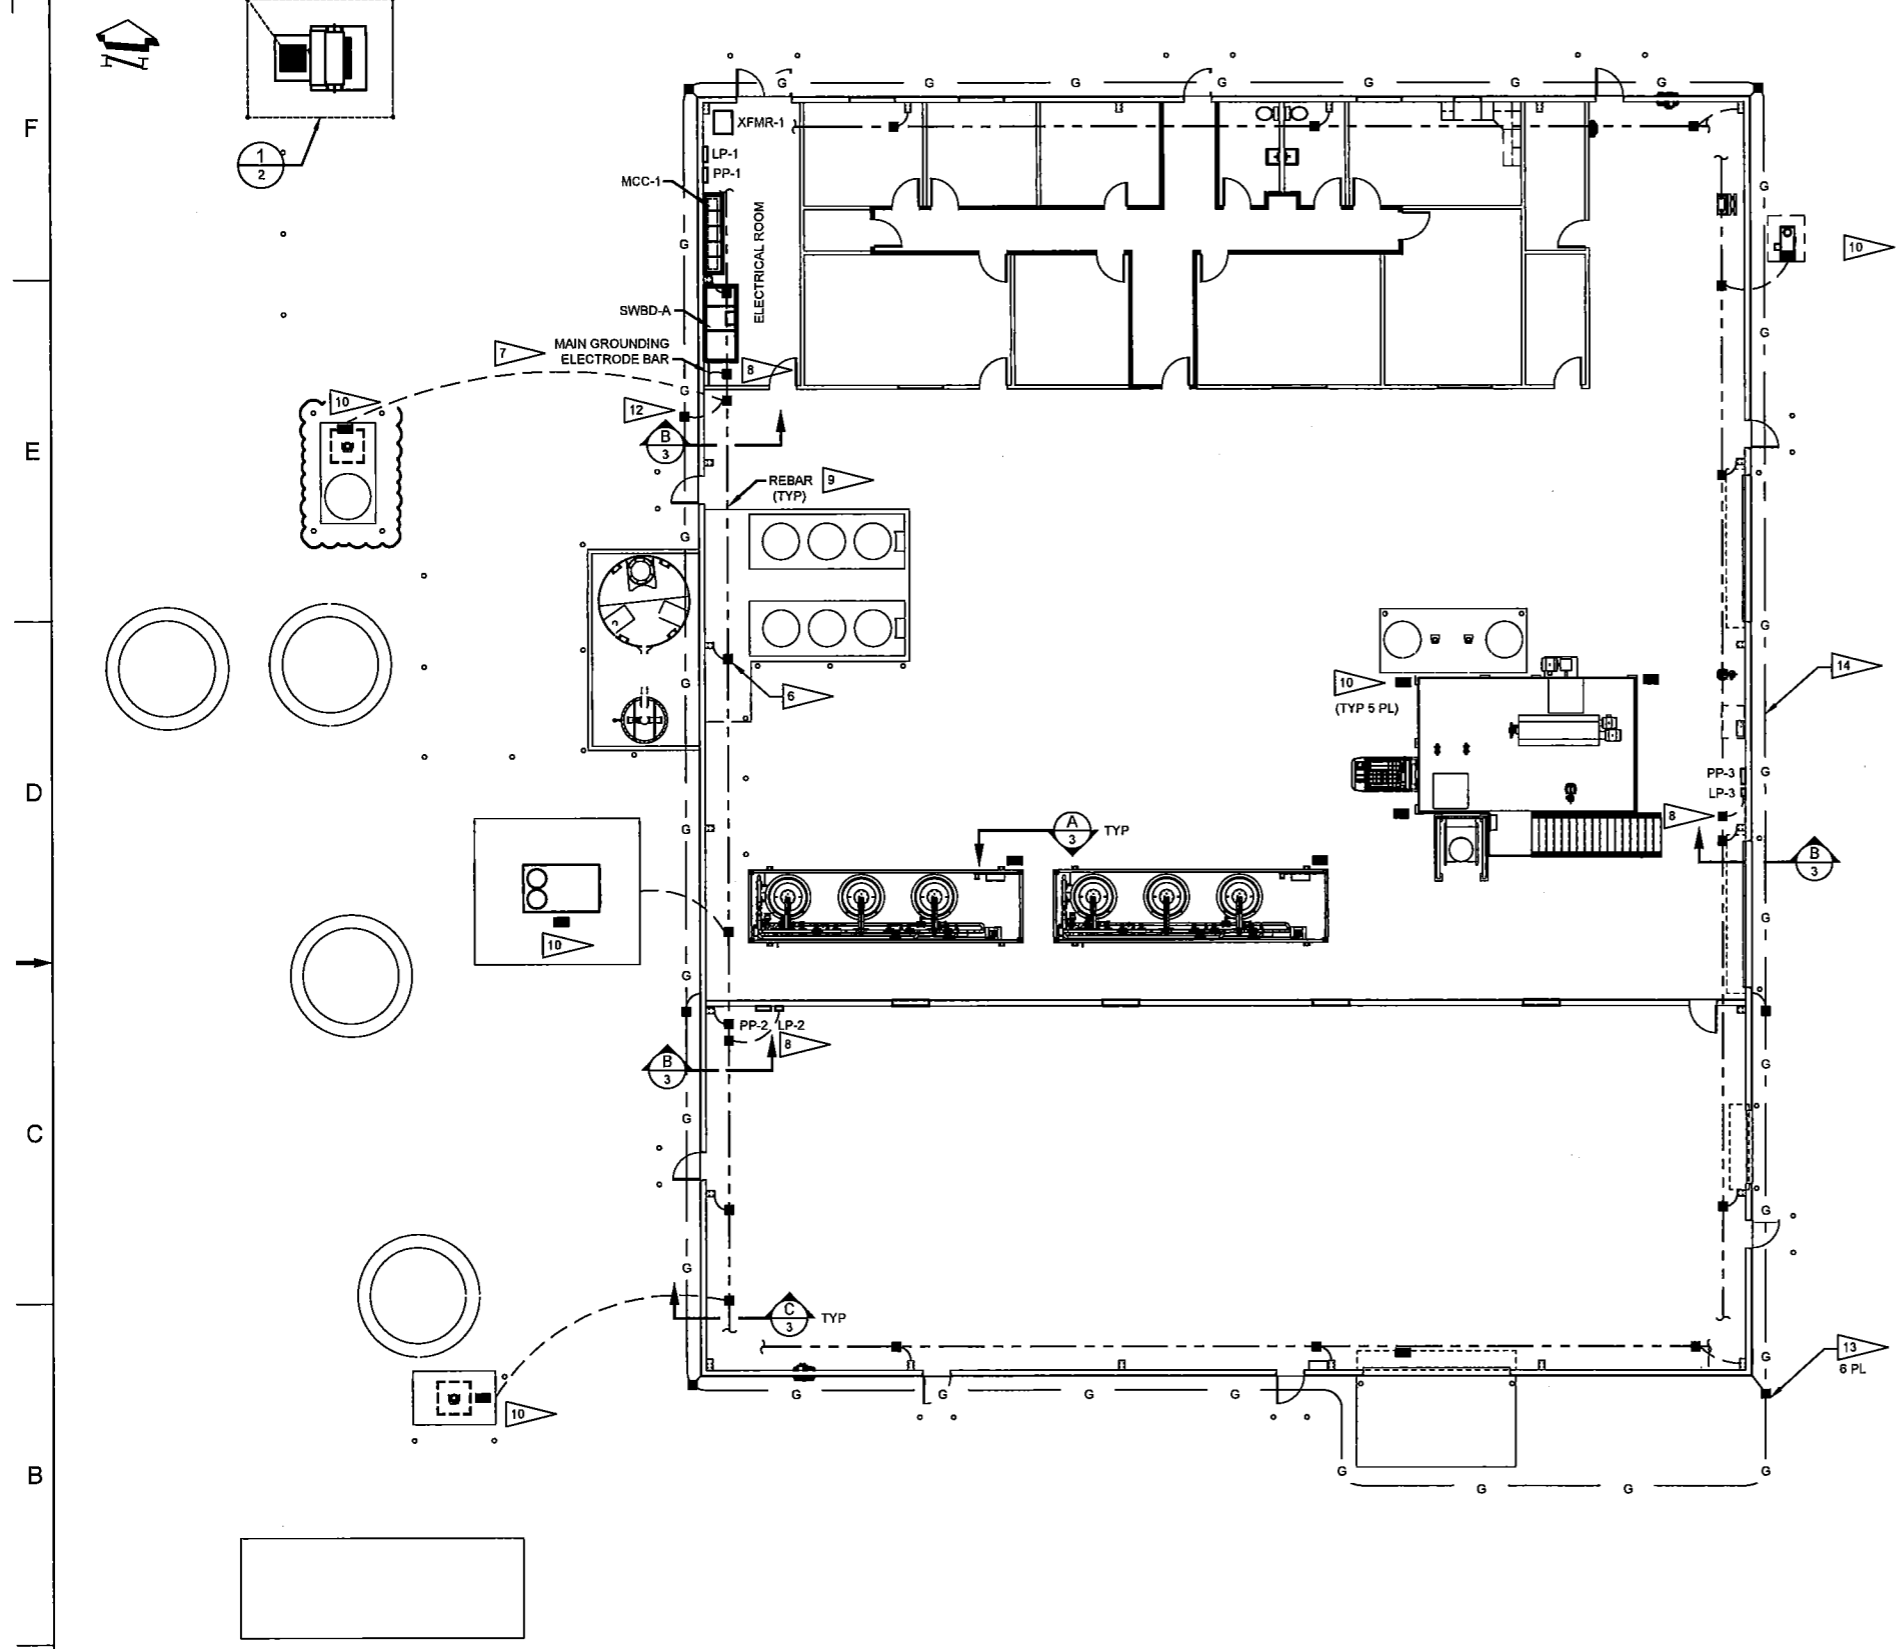 N
F
E
D
C
B
1
2
G G G G G G G
XFMR-1
LP-1
PP-1
MCC-1
ELECTRICAL ROOM
SWBD-A
MAIN GROUNDING
ELECTRODE BAR
7
8
10
12
B
3
REBAR
(TYP)
9
10
G
G
G
G
G
G
G
G
6
10
(TYP 5 PL)
14
PP-3
LP-3
8
B
3
A
3
TYP
10
PP-2 LP-2
8
B
3
C
3
TYP
10
G
G
G
G
G
G
G
G
13
6 PL
G G G G
G
G
G
G